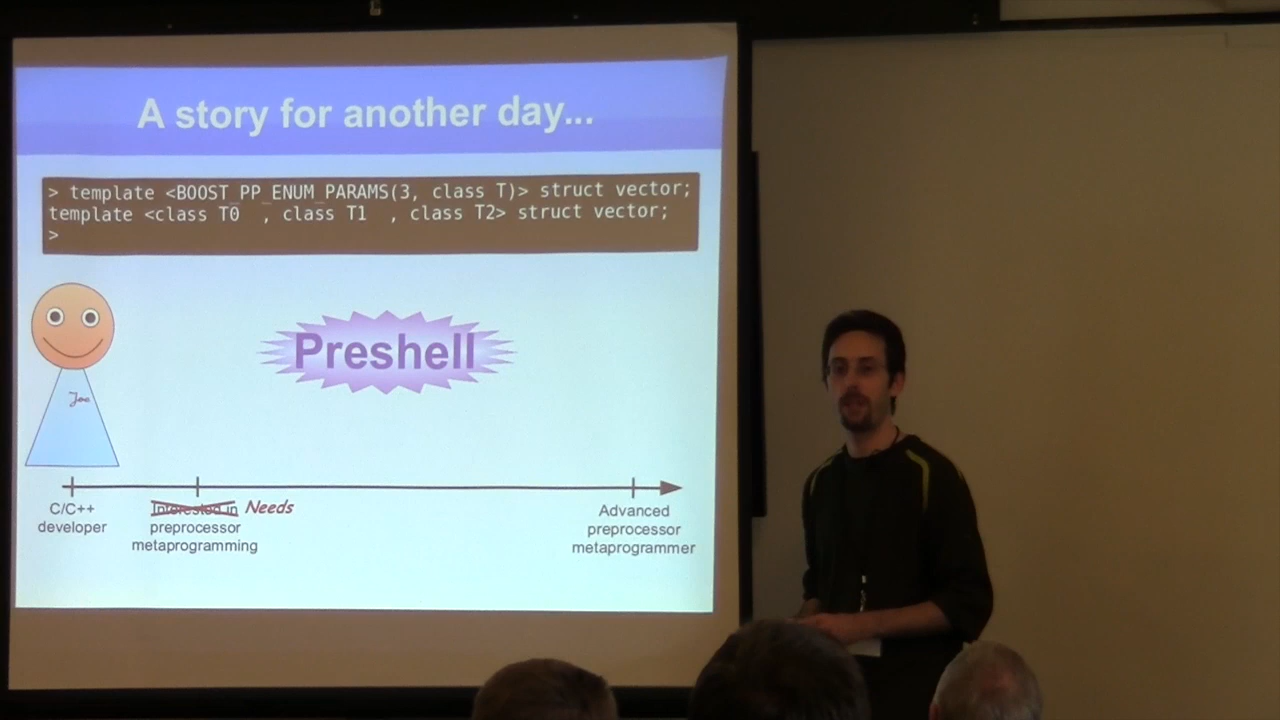 A story for another day...
> template <BOOST_PP_ENUM_PARAMS(3, class T)> struct vector;
template <class T0  , class T1  , class T2> struct vector;
>
Preshell
Joe
C/C++
developer
Interested in Needs
preprocessor
metaprogramming
Advanced
preprocessor
metaprogrammer